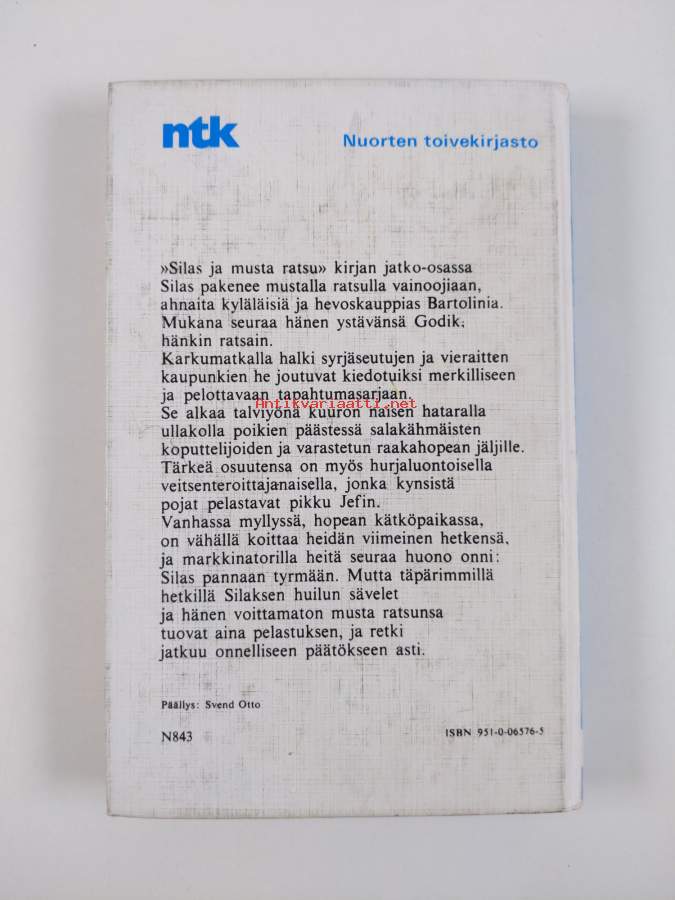 ntk
Nuorten toivekirjasto
»Silas ja musta ratsu» kirjan jatko-osassa
Silas pakenee mustalla ratsulla vainoojiaan,
ahnaita kyläläisiä ja hevoskauppias Bartolinia.
Mukana seuraa hänen ystävänsä Godik,
hänkin ratsain.
Karkumatkalla halki syrjäseutujen ja vieraitten
kaupunkien he joutuvat kiedotuiksi merkilliseen
ja pelottavaan tapahtumasarjaan.
Antikvariaatti.net
Se alkaa talviyönä kuuron naisen hataralla
ullakolla poikien päästessä salakähmäisten
koputtelijoiden ja varastetun raakahopean jäljille.
Tärkeä osuutensa on myös hurjaluontoisella
veitsenteroittajanaisella, jonka kynsistä
pojat pelastavat pikku Jefin.
Vanhassa myllyssä, hopean kätköpaikassa,
on vähällä koittaa heidän viimeinen hetkensä,
ja markkinatorilla heitä seuraa huono onni:
Silas pannaan tyrmään. Mutta täpärimmillä
hetkillä Silaksen huilun sävelet
ja hänen voittamaton musta ratsunsa
tuovat aina pelastuksen, ja retki
jatkuu onnelliseen päätökseen asti.
Päällys: Svend Otto
N843
ISBN 951-0-06576-5